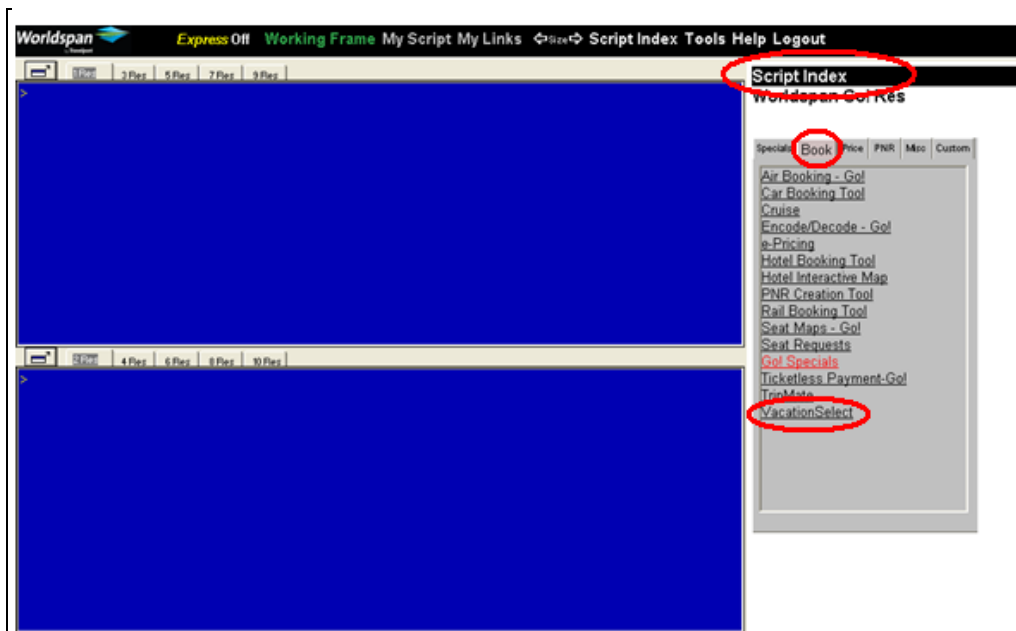 Worldspan Express Off Working Frame My Script My Links Size Script Index Tools Help Logout
1 Res 3 Res 5 Res 7 Res 9 Res
>
Script Index
Worldspan Go! Res
Specials Book Price PNR Misc Custom
Air Booking - Go!
Car Booking Tool
Cruise
Encode/Decode - Go!
e-Pricing
Hotel Booking Tool
Hotel Interactive Map
PNR Creation Tool
Rail Booking Tool
Seat Maps - Go!
Seat Requests
Go! Specials
Ticketless Payment-Go!
TripMate
VacationSelect
2 Res 4 Res 6 Res 8 Res 10 Res
>